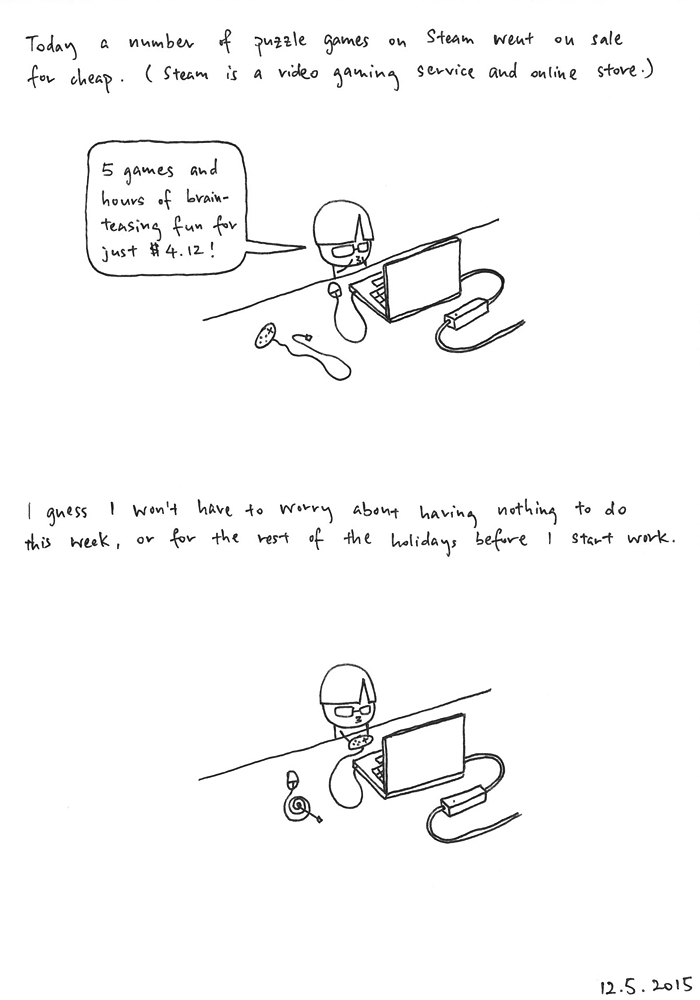 Today a number of puzzle games on Steam went on sale
for cheap. (Steam is a video gaming service and online store.)
5 games and
hours of brain-
teasing fun for
just $4.12!
I guess I won't have to worry about having nothing to do
this week, or for the rest of the holidays before I start work.
12.5.2015